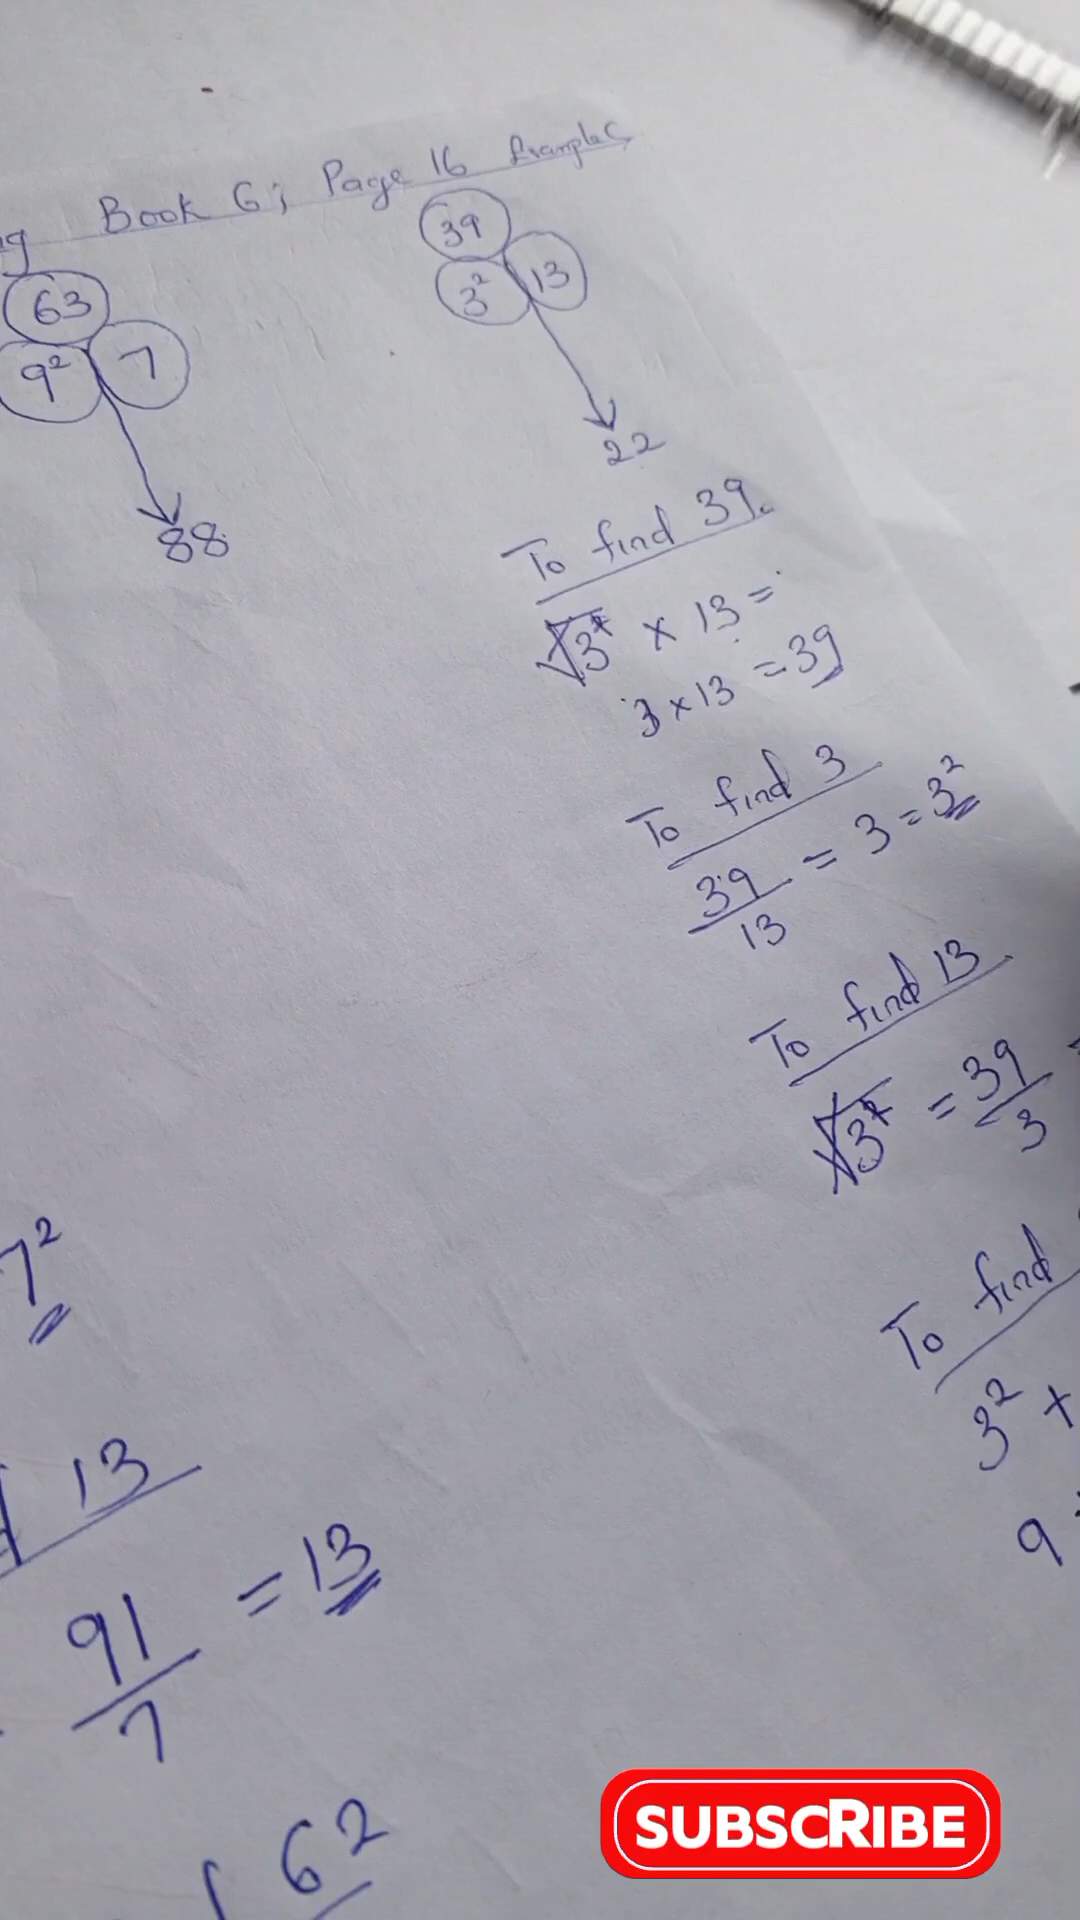 Book 6; Page 16 Example C
63
9² 7
88
39
3² 13
22
To find 39.
√3² × 13 =
3 × 13 = 39
To find 3
39/13 = 3 = 3²
To find 13
√3² = 39/3
To find
3² +
9
7²
13
91/7 = 13
62
SUBSCRIBE